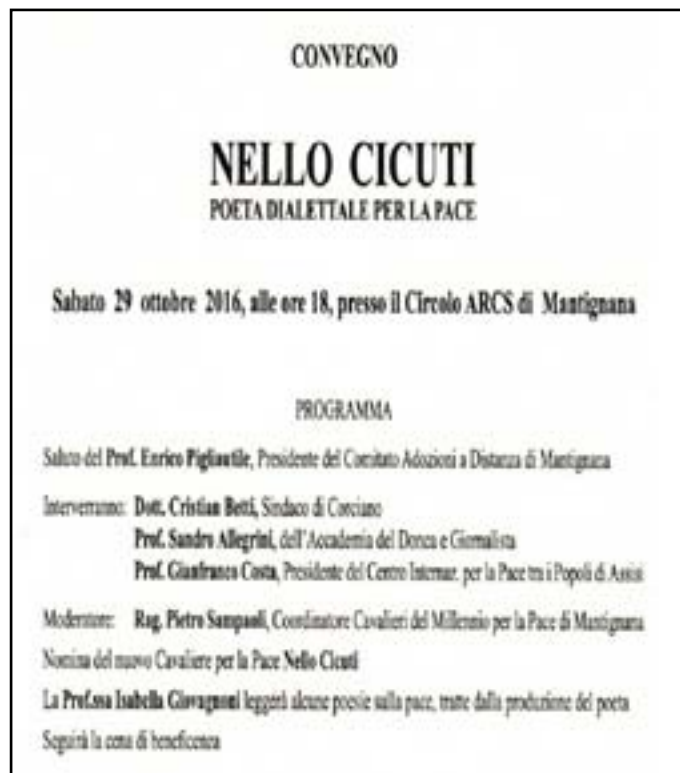 CONVEGNO
NELLO CICUTI
POETA DIALETTALE PER LA PACE
Sabato 29 ottobre 2016, alle ore 18, presso il Circolo ARCS di Mantignana
PROGRAMMA
Saluto del Prof. Enrico Pigliautile, Presidente del Comitato Adozioni a Distanza di Mantignana
Interverranno: Dott. Cristian Betti, Sindaco di Corciano
Prof. Sandro Allegrini, dell'Accademia del Donca e Giornalista
Prof. Gianfranco Costa, Presidente del Centro Internaz. per la Pace tra i Popoli di Assisi
Moderatore: Rag. Pietro Sampaoli, Coordinatore Cavalieri del Millennio per la Pace di Mantignana
Nomina del nuovo Cavaliere per la Pace Nello Cicuti
La Prof.ssa Isabella Giovagnoni leggerà alcune poesie sulla pace, tratte dalla produzione del poeta
Seguirà la cena di beneficenza